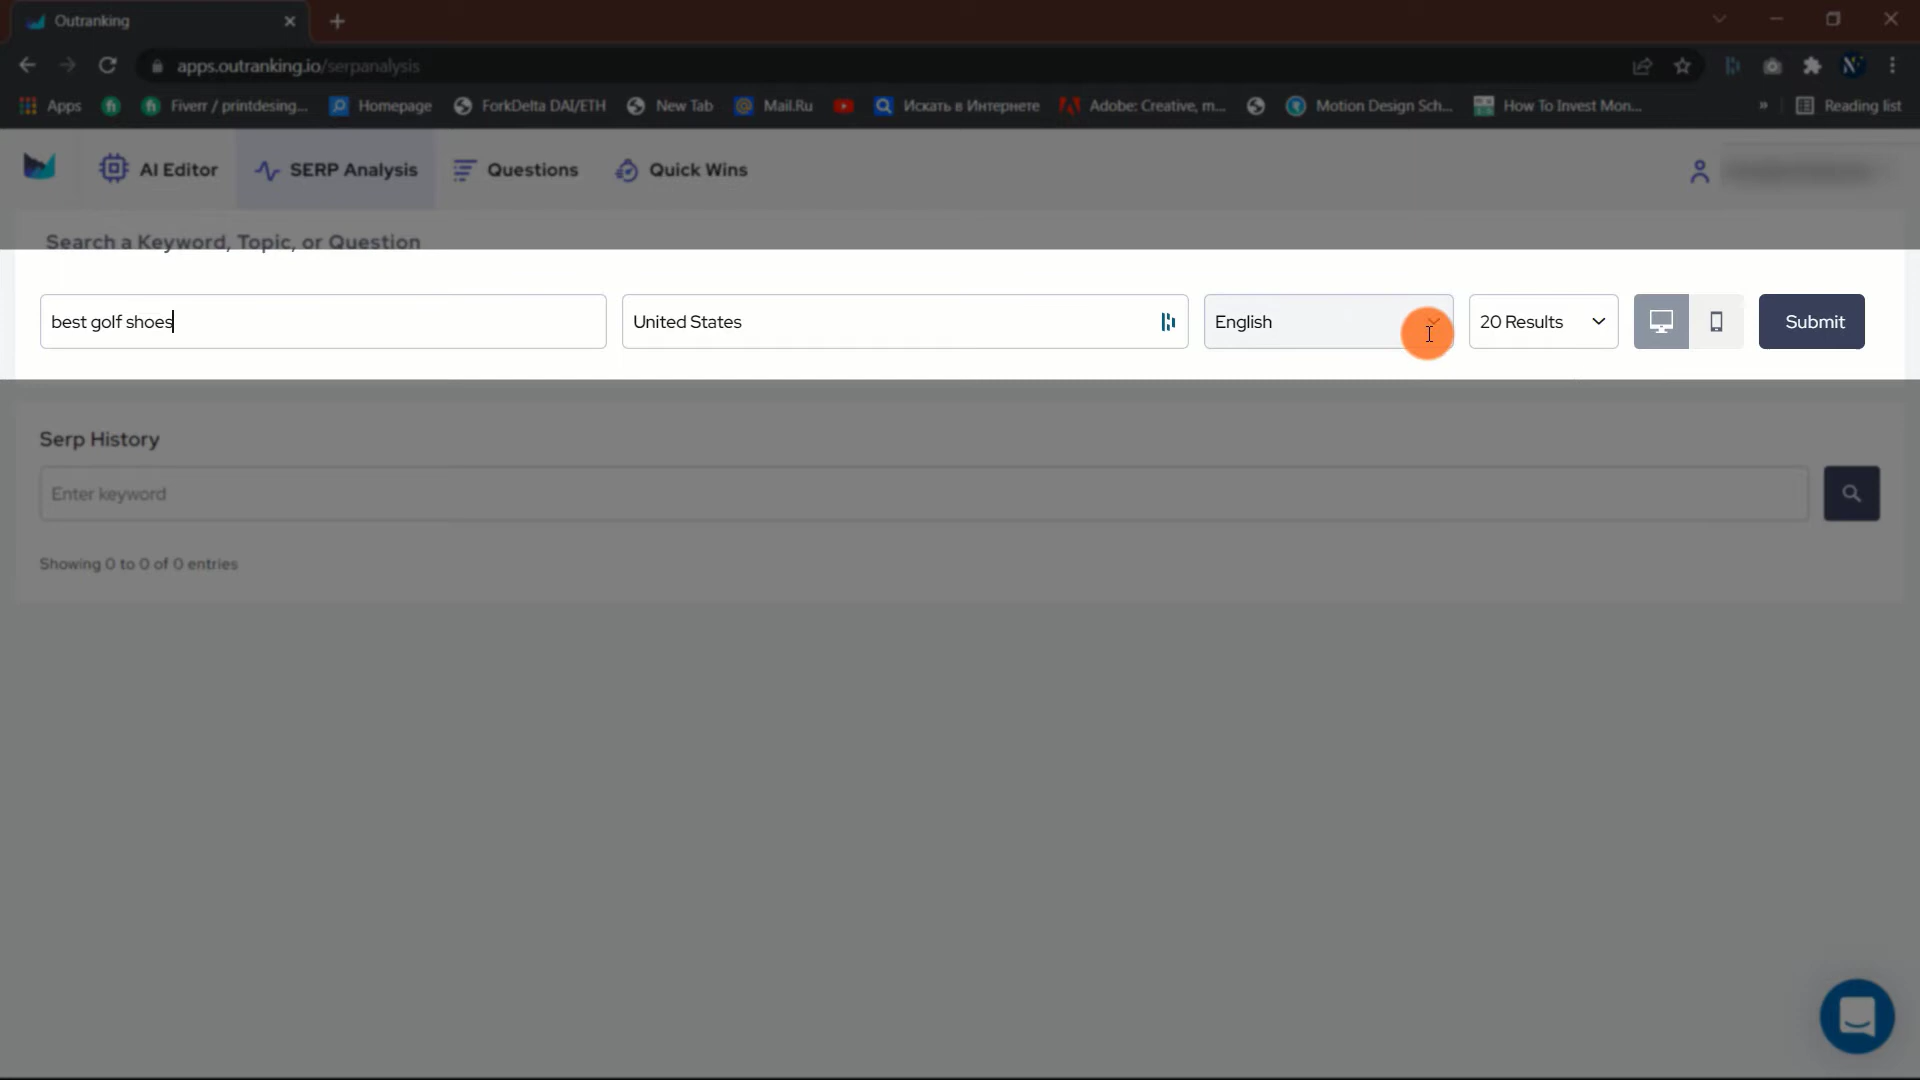 Outranking
apps.outranking.io/serpanalysis
Apps
Fiverr / printdesing...
Homepage
ForkDelta DAI/ETH
New Tab
Mail.Ru
Искать в Интернете
Adobe: Creative, m...
Motion Design Sch...
How To Invest Mon...
»
Reading list
AI Editor
SERP Analysis
Questions
Quick Wins
Search a Keyword, Topic, or Question
best golf shoes
United States
English
20 Results
Submit
Serp History
Enter keyword
Showing 0 to 0 of 0 entries